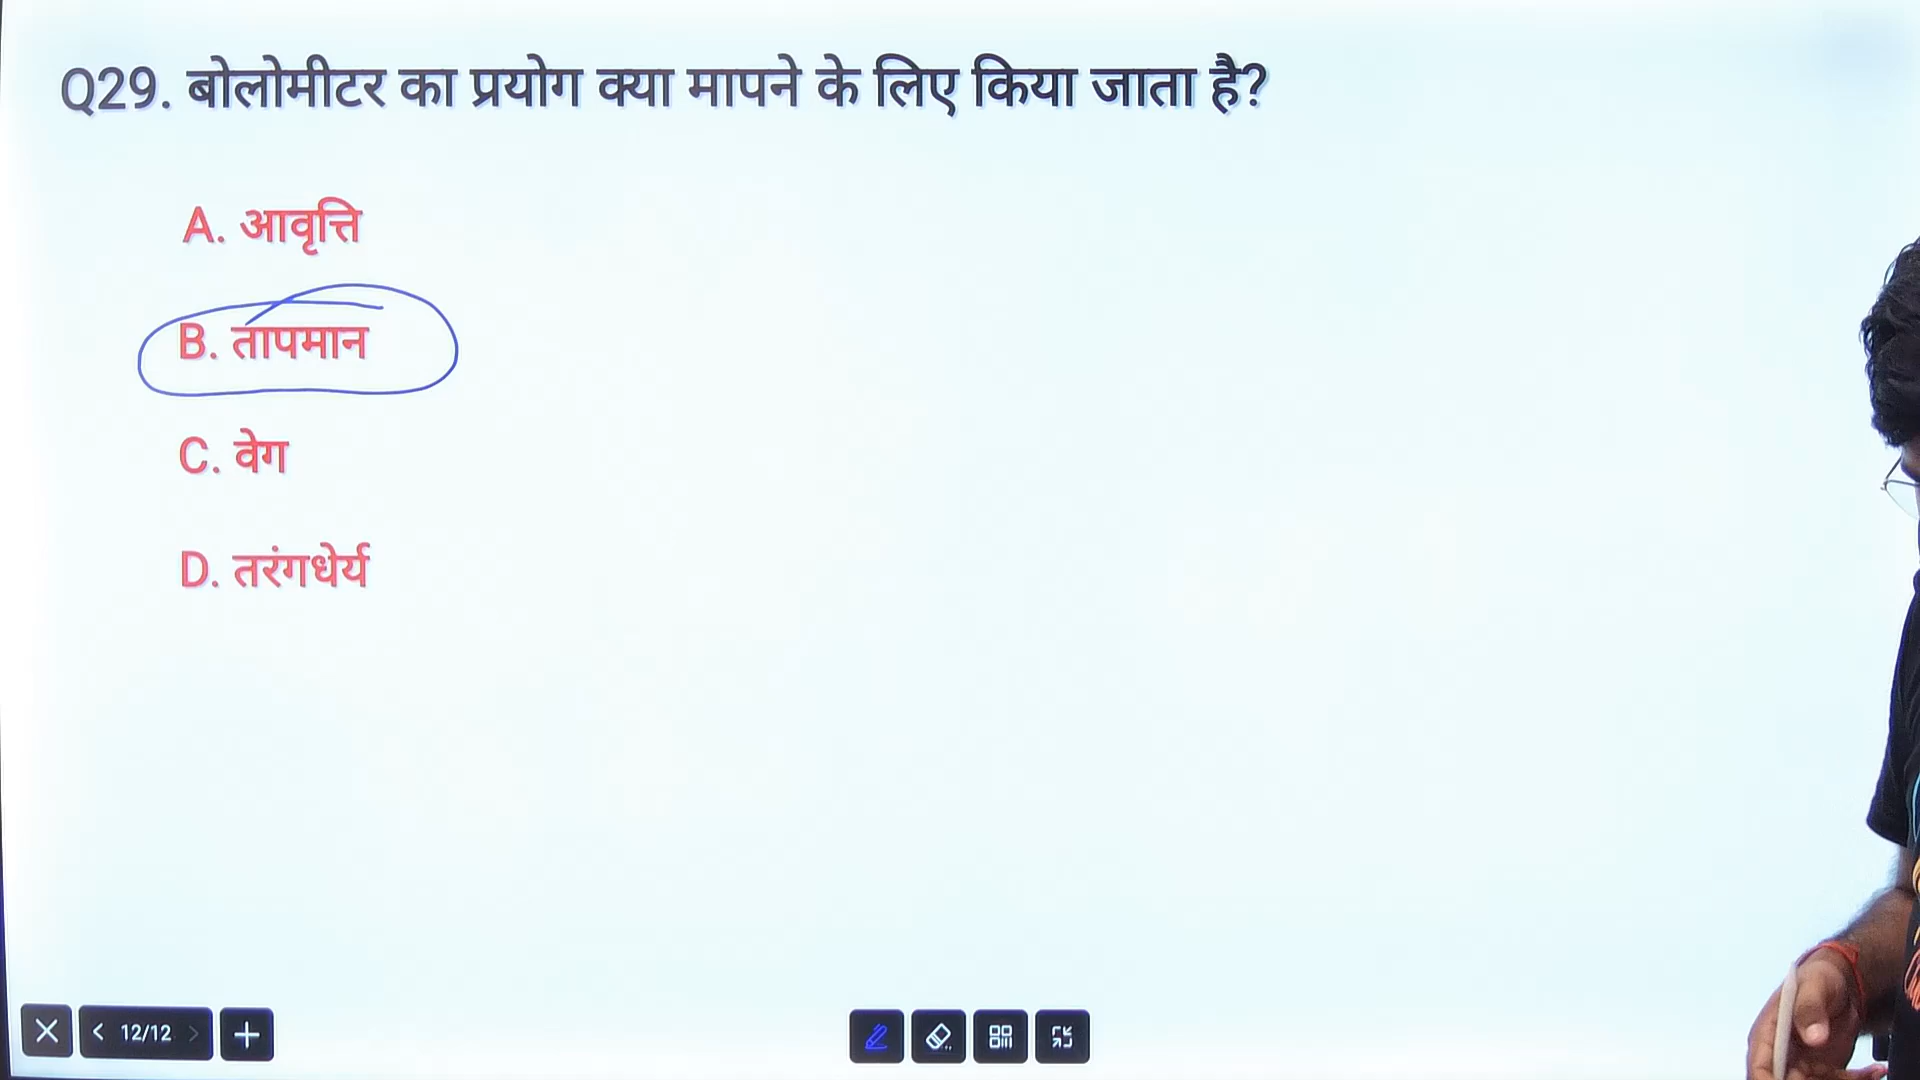 Q29. बोलोमीटर का प्रयोग क्या मापने के लिए किया जाता है?
A. आवृत्ति
B. तापमान
C. वेग
D. तरंगधेर्य
12/12